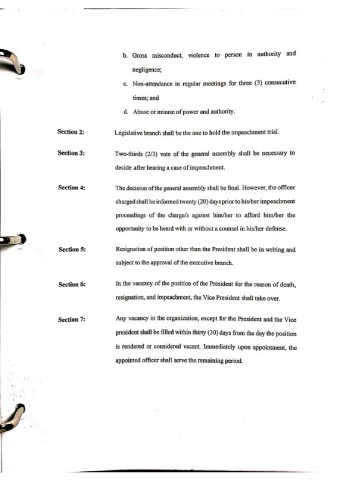 b. Gross misconduct, violence to person in authority and
negligence;
c. Non-attendance in regular meetings for three (3) consecutive
times; and
d. Abuse or misuse of power and authority.
Section 2: Legislative branch shall be the one to hold the impeachment trial.
Section 3: Two-thirds (2/3) vote of the general assembly shall be necessary to
decide after hearing a case of impeachment.
Section 4: The decision of the general assembly shall be final. However, the officer
charged shall be informed twenty (20) days prior to his/her impeachment
proceedings of the charge/s against him/her to afford him/her the
opportunity to be heard with or without a counsel in his/her defense.
Section 5: Resignation of position other than the President shall be in writing and
subject to the approval of the executive branch.
Section 6: In the vacancy of the position of the President for the reason of death,
resignation, and impeachment, the Vice President shall take over.
Section 7: Any vacancy in the organization, except for the President and the Vice
president shall be filled within thirty (30) days from the day the position
is rendered or considered vacant. Immediately upon appointment, the
appointed officer shall serve the remaining period.